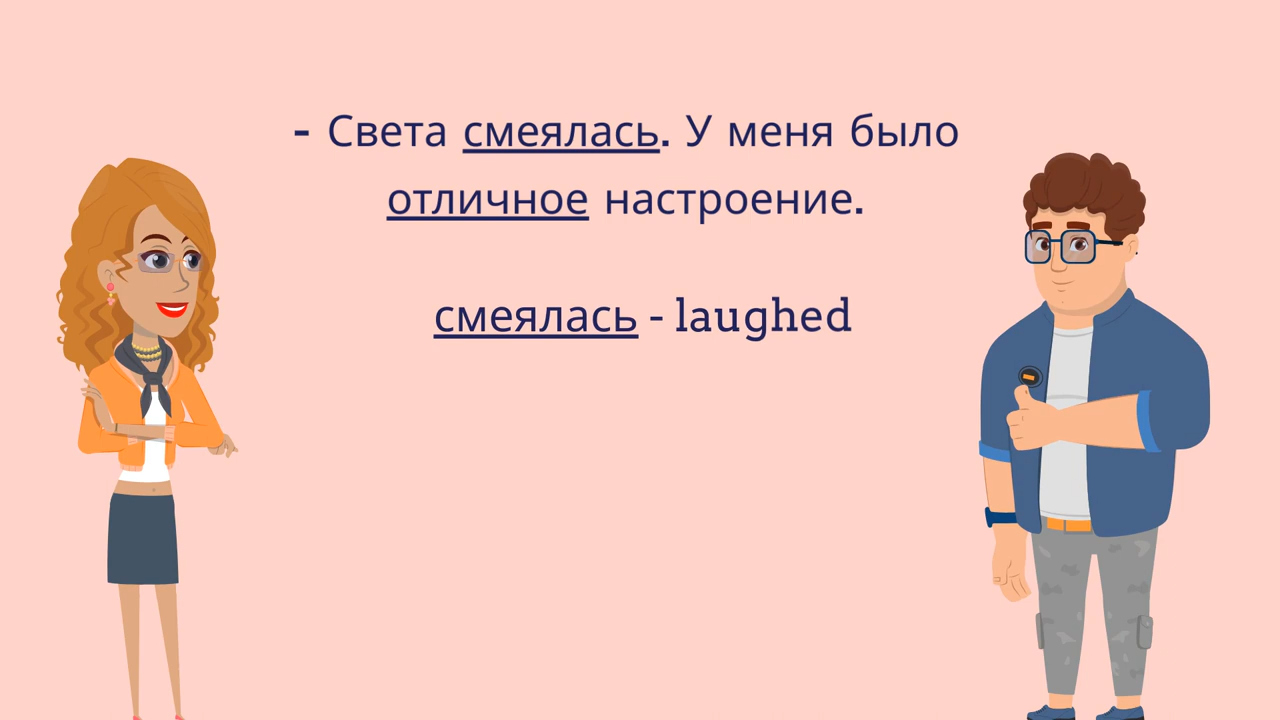 - Света смеялась. У меня было
отличное настроение.
смеялась - laughed